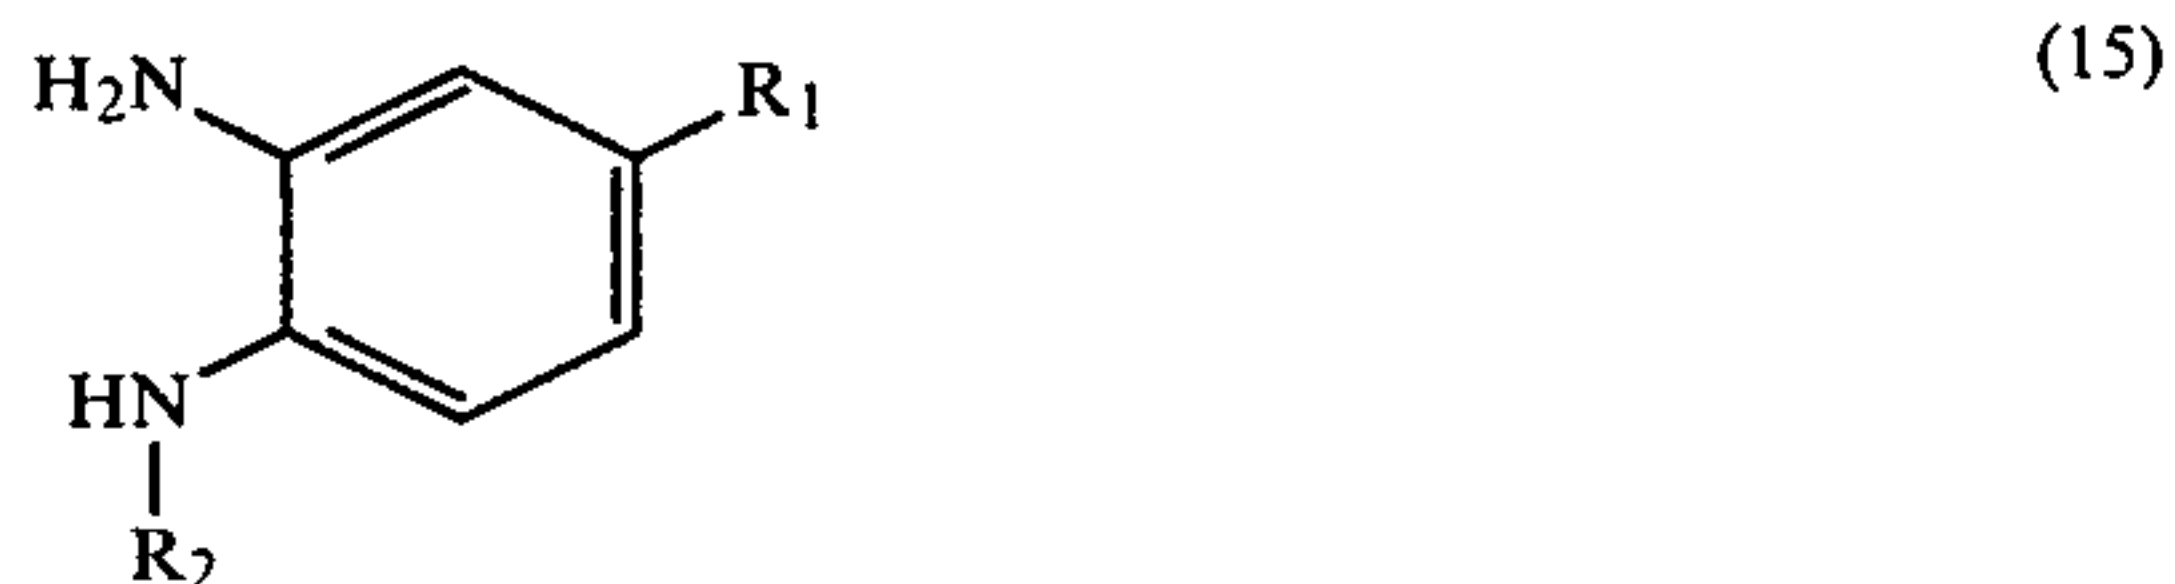 H₂N R₁ (15)
HN
R₂